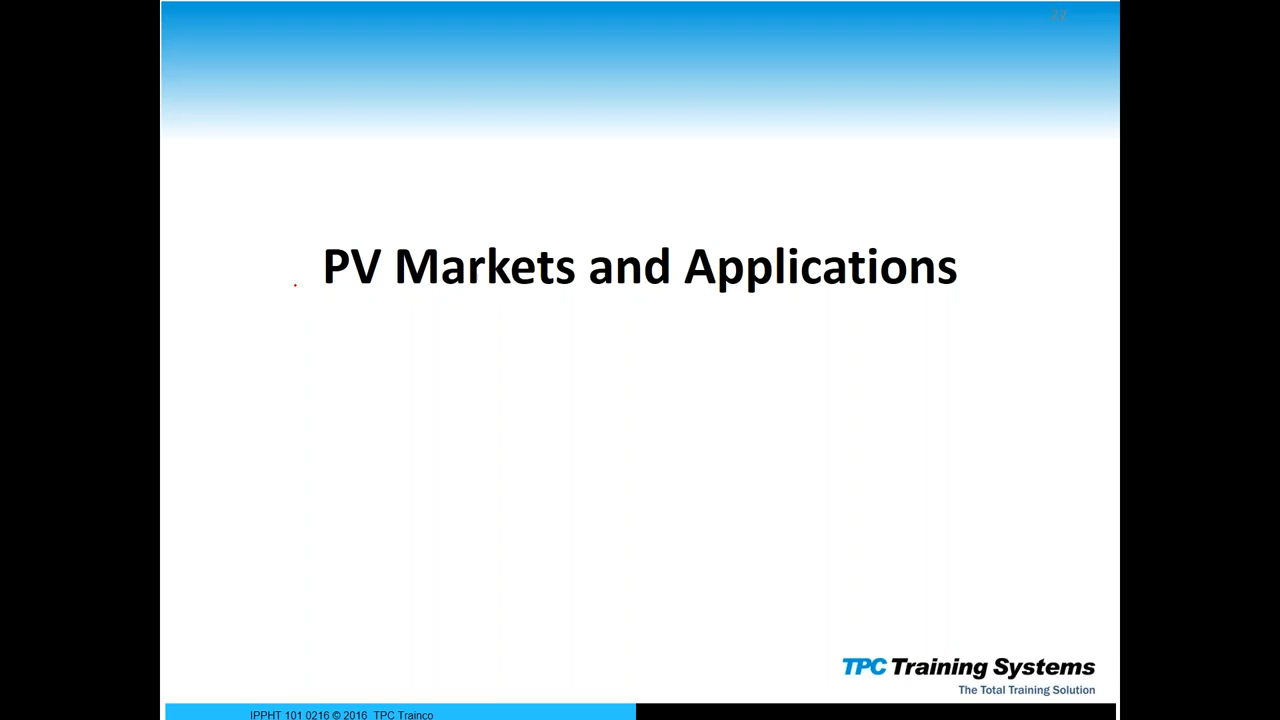 PV Markets and Applications
TPC Training Systems
The Total Training Solution
IPPHT 101 0216 © 2016 TPC Trainco